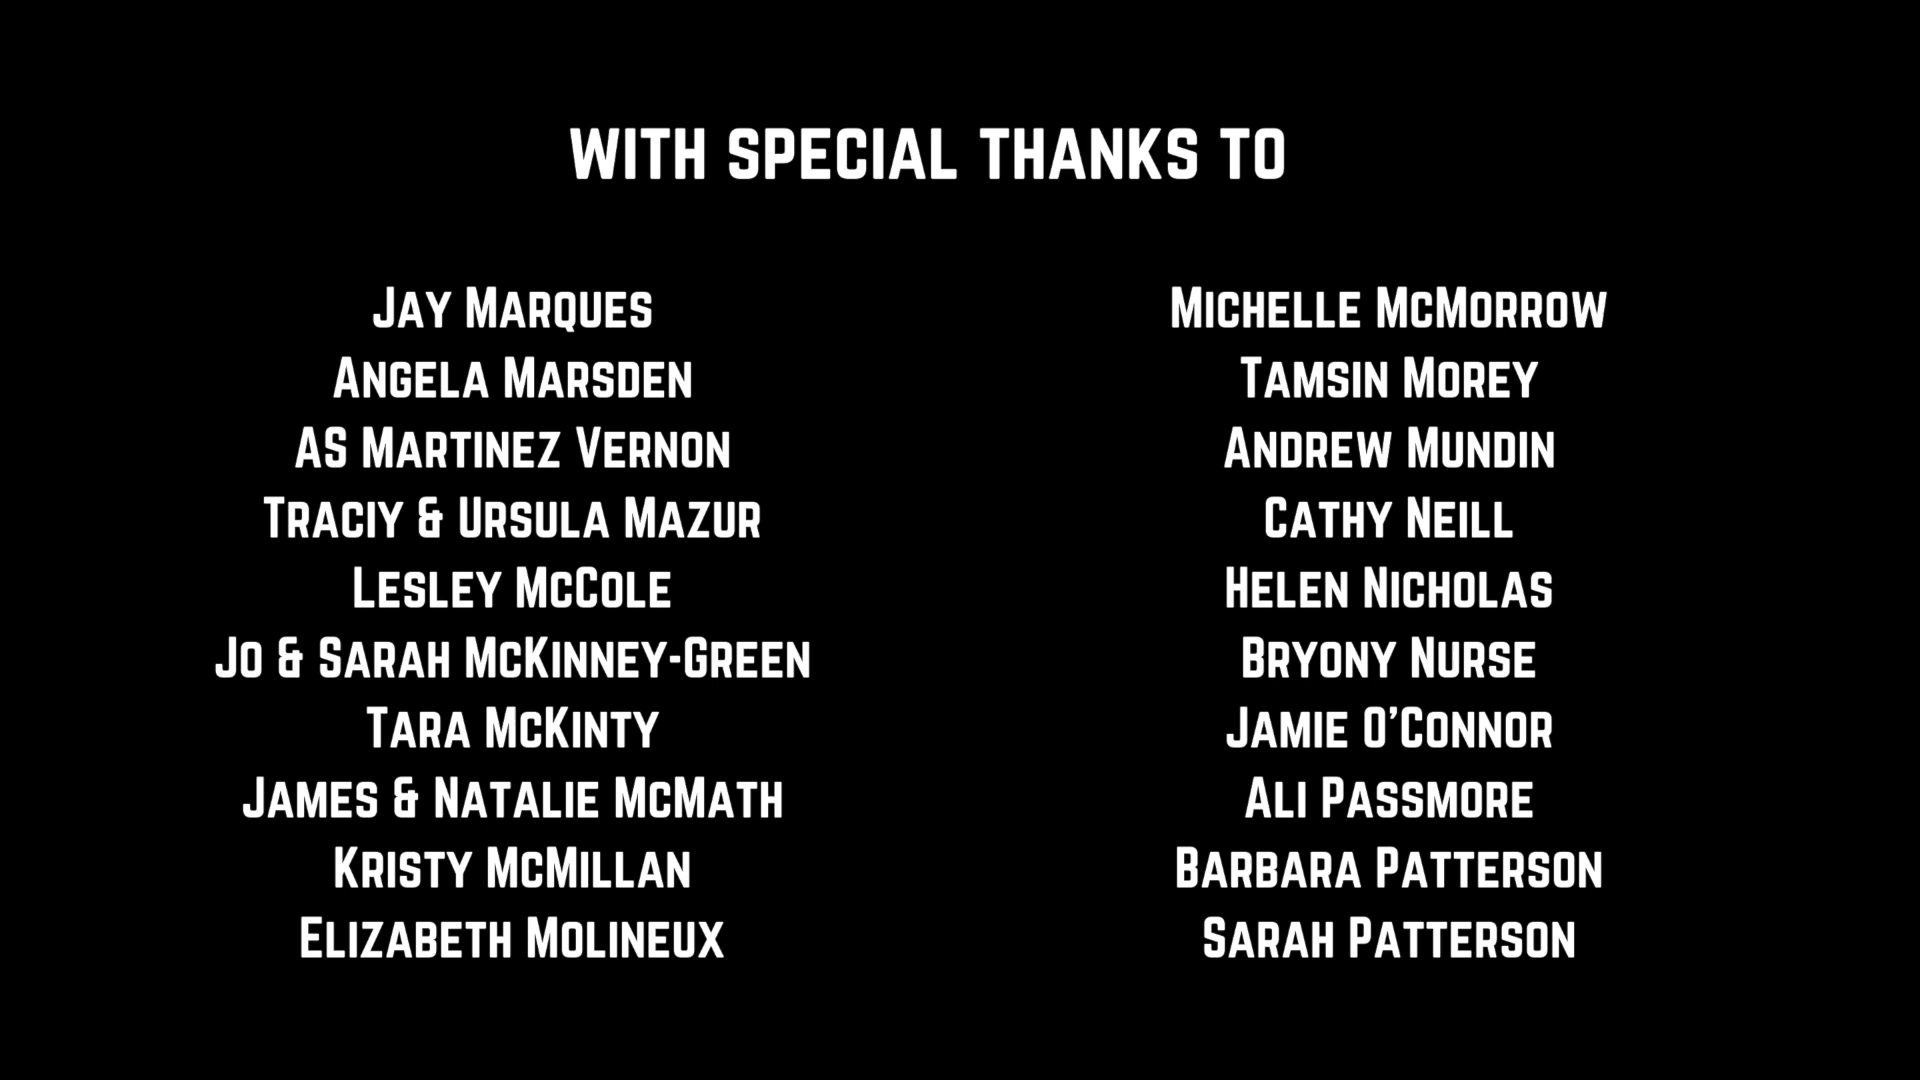 WITH SPECIAL THANKS TO
Jay Marques
Angela Marsden
AS Martinez Vernon
Traciy & Ursula Mazur
Lesley McCole
Jo & Sarah McKinney-Green
Tara McKinty
James & Natalie McMath
Kristy McMillan
Elizabeth Molineux
Michelle McMorrow
Tamsin Morey
Andrew Mundin
Cathy Neill
Helen Nicholas
Bryony Nurse
Jamie O'Connor
Ali Passmore
Barbara Patterson
Sarah Patterson